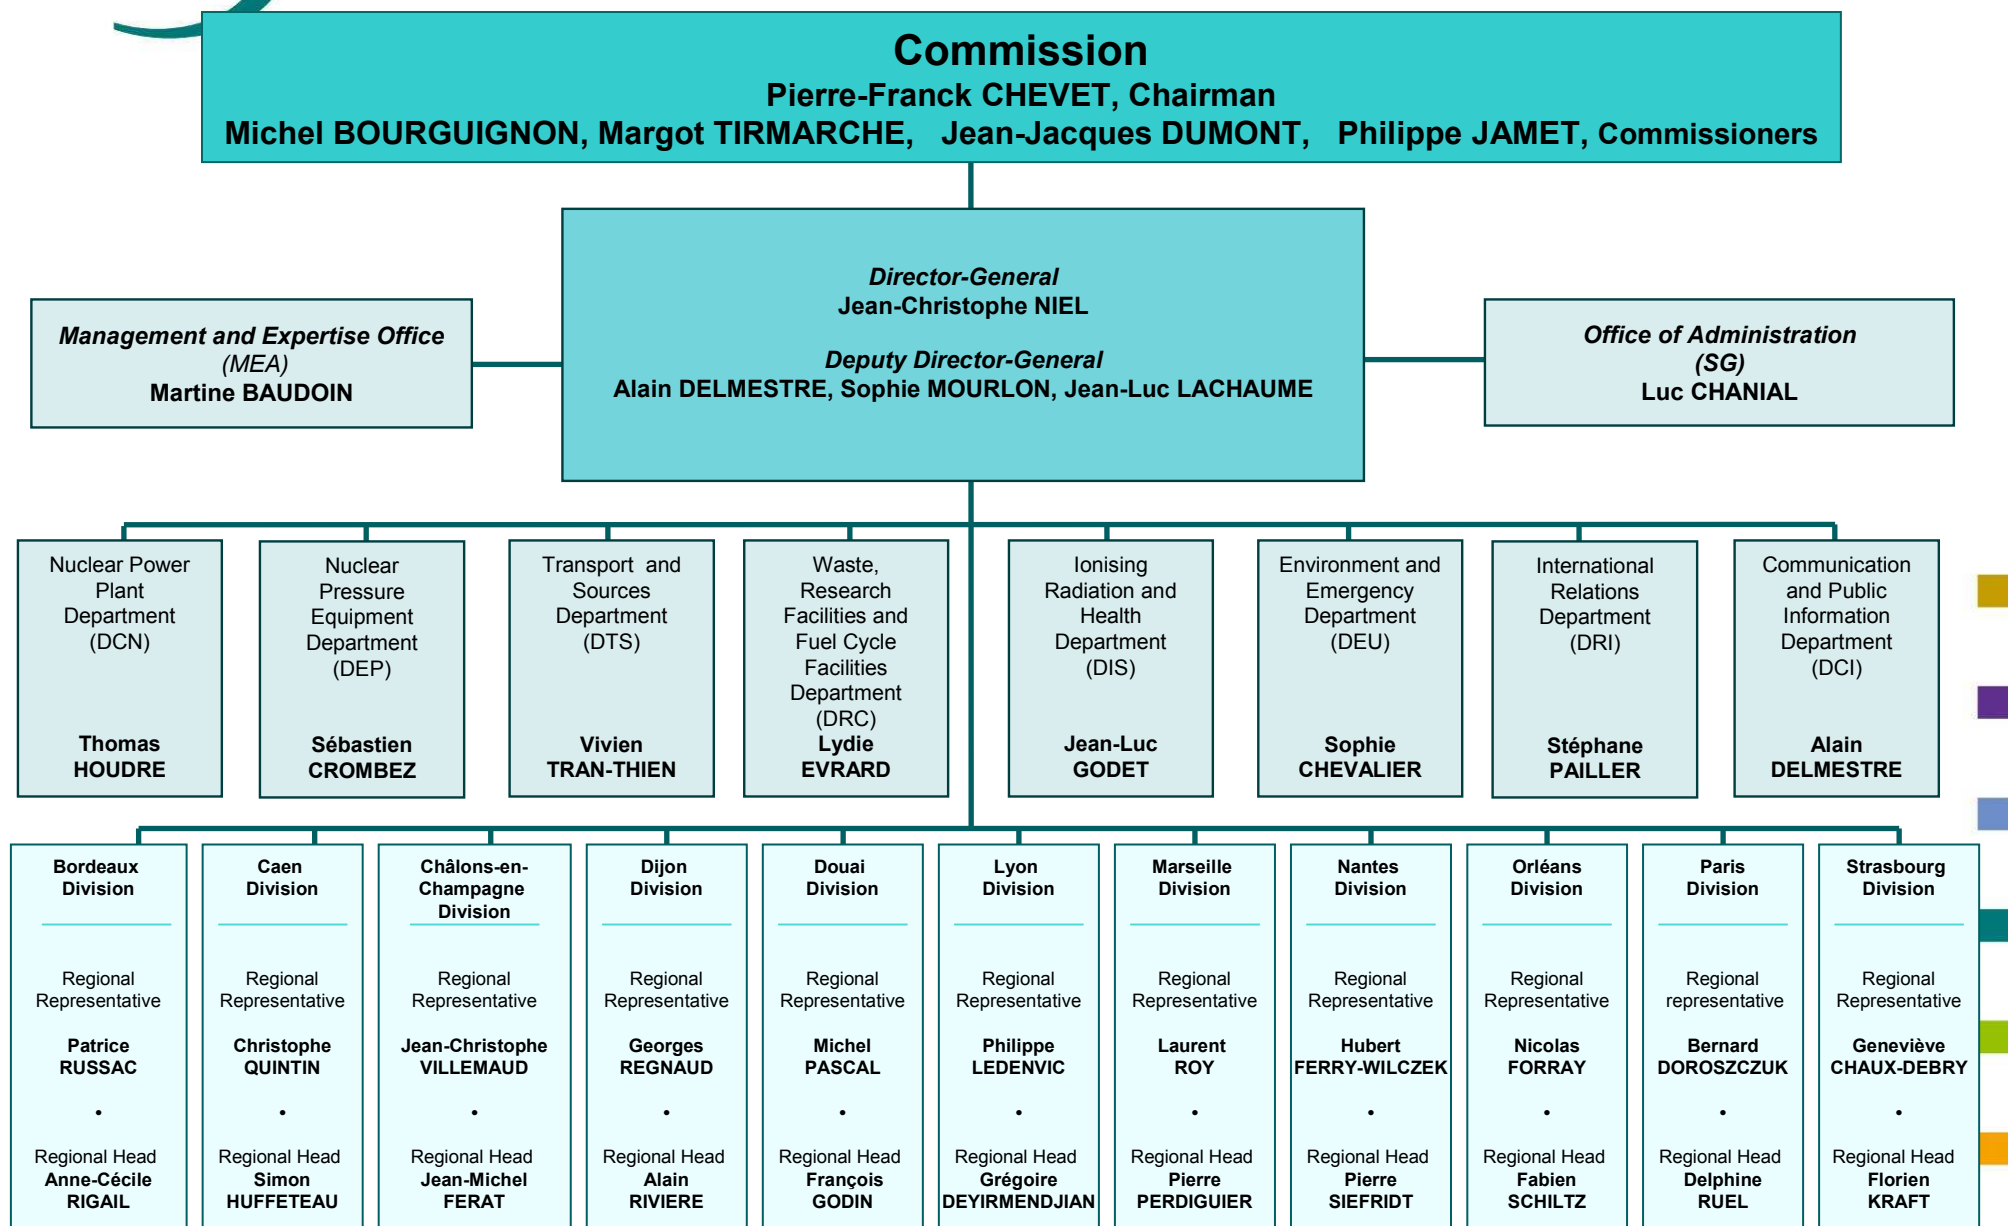 Commission
Pierre-Franck CHEVET, Chairman
Michel BOURGUIGNON, Margot TIRMARCHE, Jean-Jacques DUMONT, Philippe JAMET, Commissioners
Director-General
Jean-Christophe NIEL
Deputy Director-General
Alain DELMESTRE, Sophie MOURLON, Jean-Luc LACHAUME
Management and Expertise Office
(MEA)
Martine BAUDOIN
Office of Administration
(SG)
Luc CHANIAL
Nuclear Power
Plant
Department
(DCN)
Thomas
HOUDRE
Nuclear
Pressure
Equipment
Department
(DEP)
Sébastien
CROMBEZ
Transport and
Sources
Department
(DTS)
Vivien
TRAN-THIEN
Waste,
Research
Facilities and
Fuel Cycle
Facilities
Department
(DRC)
Lydie
EVRARD
Ionising
Radiation and
Health
Department
(DIS)
Jean-Luc
GODET
Environment and
Emergency
Department
(DEU)
Sophie
CHEVALIER
International
Relations
Department
(DRI)
Stéphane
PAILLER
Communication
and Public
Information
Department
(DCI)
Alain
DELMESTRE
Bordeaux
Division
Regional
Representative
Patrice
RUSSAC
•
Regional Head
Anne-Cécile
RIGAIL
Caen
Division
Regional
Representative
Christophe
QUINTIN
•
Regional Head
Simon
HUFFETEAU
Châlons-en-
Champagne
Division
Regional
Representative
Jean-Christophe
VILLEMAUD
•
Regional Head
Jean-Michel
FERAT
Dijon
Division
Regional
Representative
Georges
REGNAUD
•
Regional Head
Alain
RIVIERE
Douai
Division
Regional
Representative
Michel
PASCAL
•
Regional Head
François
GODIN
Lyon
Division
Regional
Representative
Philippe
LEDENVIC
•
Regional Head
Grégoire
DEYIRMENDJIAN
Marseille
Division
Regional
Representative
Laurent
ROY
•
Regional Head
Pierre
PERDIGUIER
Nantes
Division
Regional
Representative
Hubert
FERRY-WILCZEK
•
Regional Head
Pierre
SIEFRIDT
Orléans
Division
Regional
Representative
Nicolas
FORRAY
•
Regional Head
Fabien
SCHILTZ
Paris
Division
Regional
representative
Bernard
DOROSZCZUK
•
Regional Head
Delphine
RUEL
Strasbourg
Division
Regional
Representative
Geneviève
CHAUX-DEBRY
•
Regional Head
Florien
KRAFT